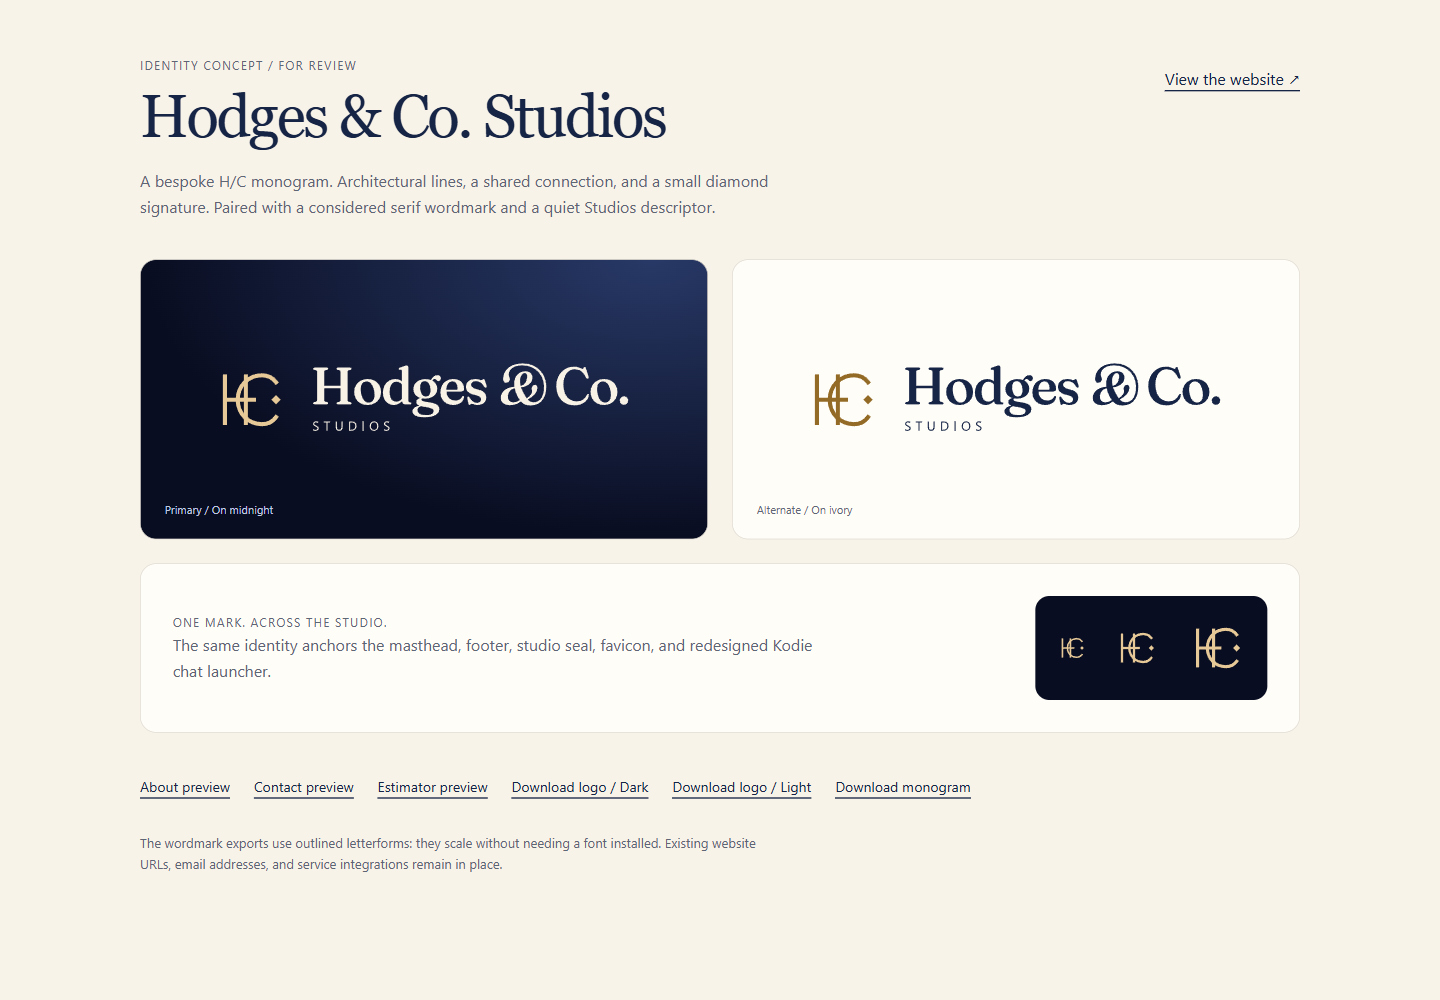 IDENTITY CONCEPT / FOR REVIEW
View the website ↗
Hodges & Co. Studios
A bespoke H/C monogram. Architectural lines, a shared connection, and a small diamond
signature. Paired with a considered serif wordmark and a quiet Studios descriptor.
HC
Hodges & Co.
STUDIOS
Primary / On midnight
HC
Hodges & Co.
STUDIOS
Alternate / On ivory
ONE MARK. ACROSS THE STUDIO.
The same identity anchors the masthead, footer, studio seal, favicon, and redesigned Kodie
chat launcher.
HC HC HC
About preview Contact preview Estimator preview Download logo / Dark Download logo / Light Download monogram
The wordmark exports use outlined letterforms: they scale without needing a font installed. Existing website
URLs, email addresses, and service integrations remain in place.